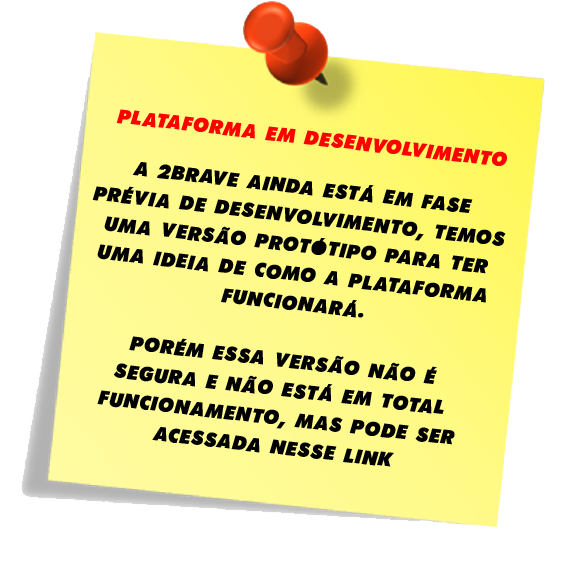 PLATAFORMA EM DESENVOLVIMENTO
A 2BRAVE AINDA ESTÁ EM FASE
PRÉVIA DE DESENVOLVIMENTO, TEMOS
UMA VERSÃO PROTÓTIPO PARA TER
UMA IDEIA DE COMO A PLATAFORMA
FUNCIONARÁ.
PORÉM ESSA VERSÃO NÃO É
SEGURA E NÃO ESTÁ EM TOTAL
FUNCIONAMENTO, MAS PODE SER
ACESSADA NESSE LINK